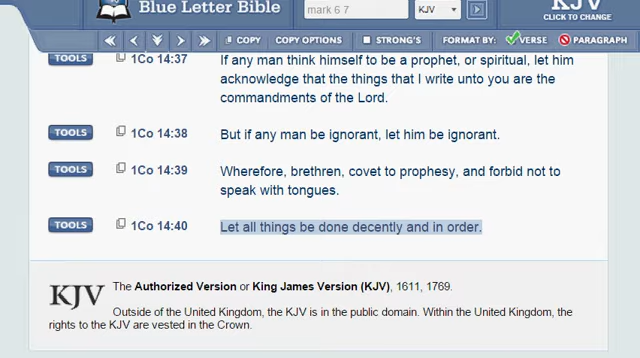 Blue Letter Bible
mark 6 7
KJV
KJV
CLICK TO CHANGE
COPY COPY OPTIONS STRONG'S FORMAT BY: VERSE PARAGRAPH
TOOLS 1Co 14:37 If any man think himself to be a prophet, or spiritual, let him
acknowledge that the things that I write unto you are the
commandments of the Lord.
TOOLS 1Co 14:38 But if any man be ignorant, let him be ignorant.
TOOLS 1Co 14:39 Wherefore, brethren, covet to prophesy, and forbid not to
speak with tongues.
TOOLS 1Co 14:40 Let all things be done decently and in order.
KJV The Authorized Version or King James Version (KJV), 1611, 1769.
Outside of the United Kingdom, the KJV is in the public domain. Within the United Kingdom, the
rights to the KJV are vested in the Crown.